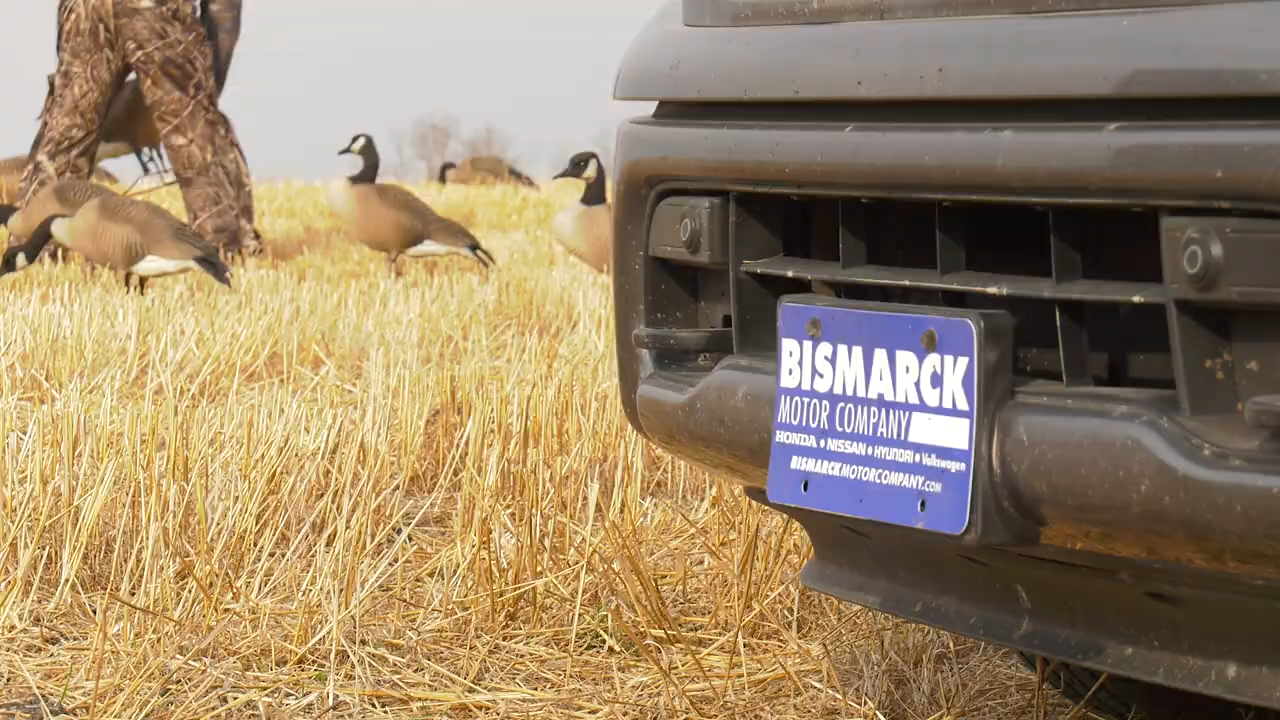 BISMARCK
MOTOR COMPANY
HONDA • NISSAN • HYUNDAI • Volkswagen
BISMARCKMOTORCOMPANY.COM